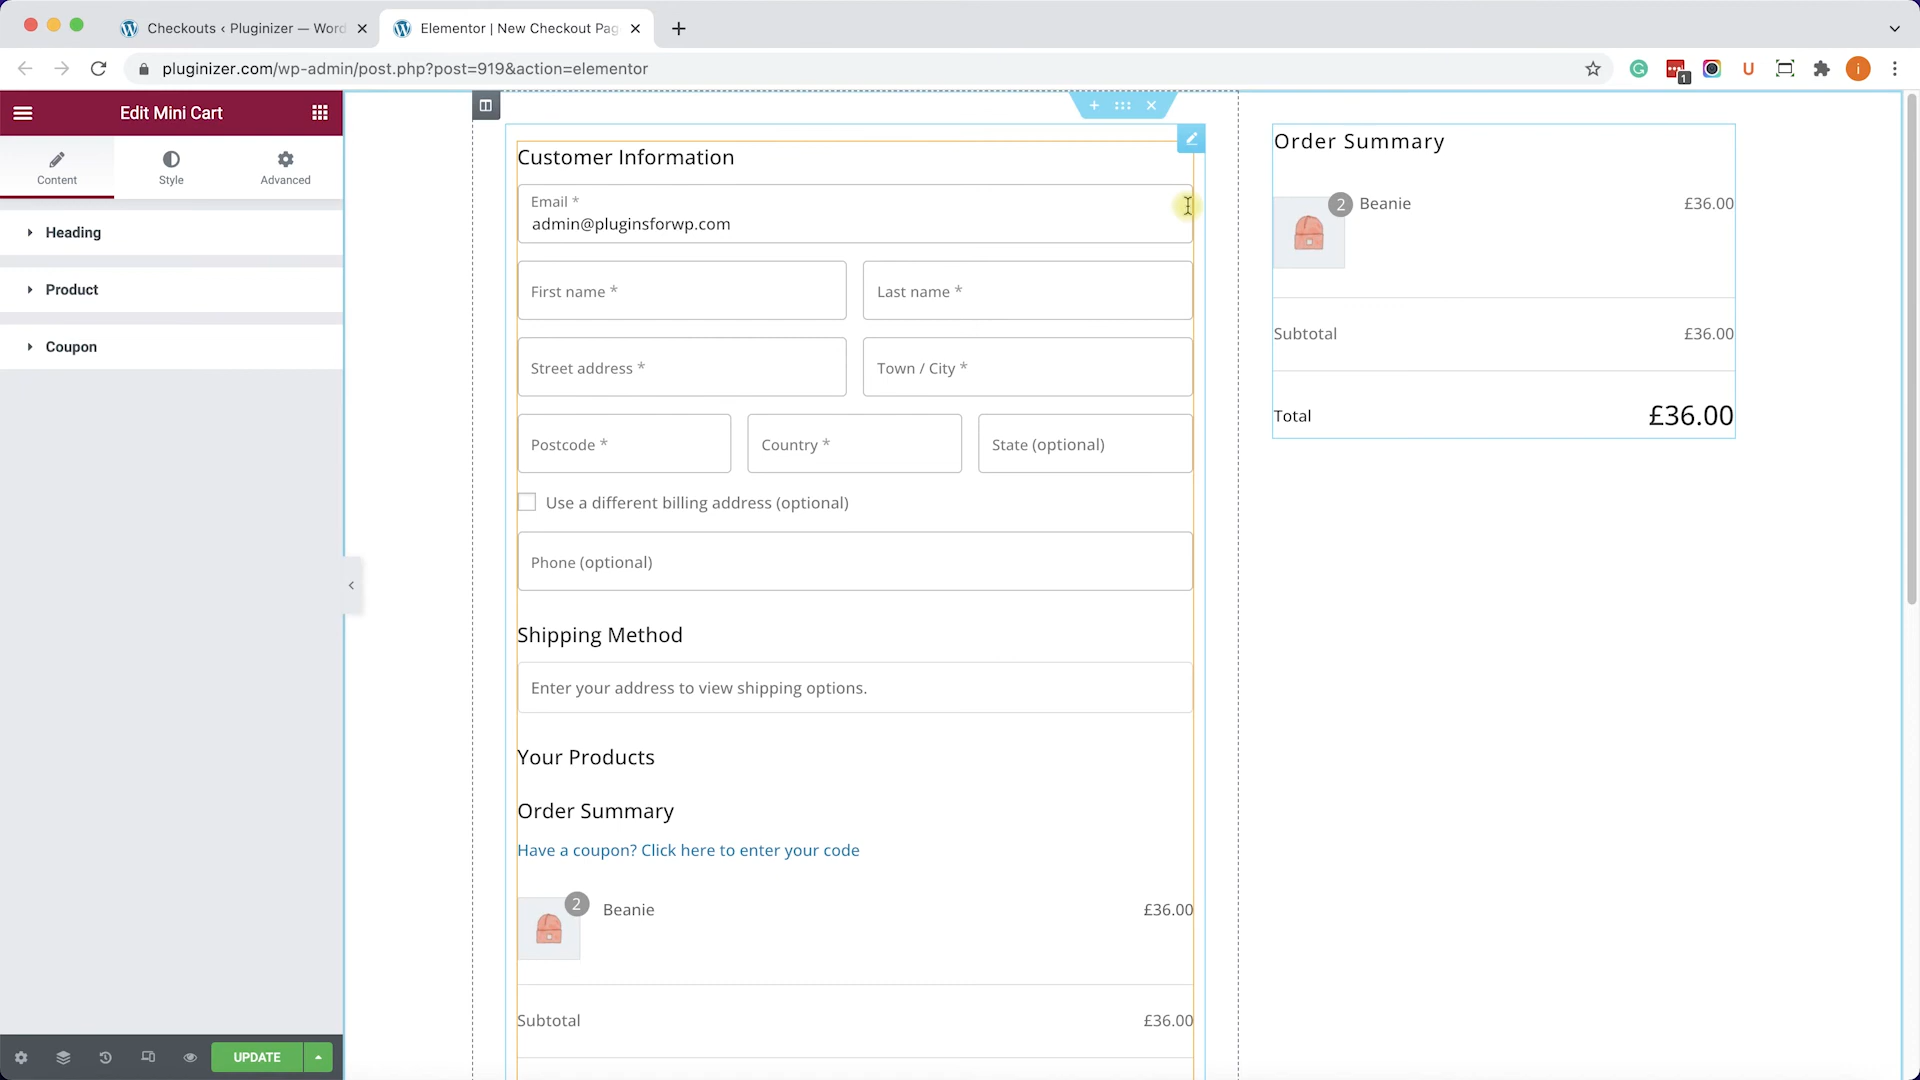 Checkouts ‹ Pluginizer — Word
Elementor | New Checkout Pag
pluginizer.com/wp-admin/post.php?post=919&action=elementor
1
U
i
Edit Mini Cart
Content
Style
Advanced
Heading
Product
Coupon
UPDATE
Customer Information
Email *
admin@pluginsforwp.com
First name *
Last name *
Street address *
Town / City *
Postcode *
Country *
State (optional)
Use a different billing address (optional)
Phone (optional)
Shipping Method
Enter your address to view shipping options.
Your Products
Order Summary
Have a coupon? Click here to enter your code
2
Beanie
£36.00
Subtotal
£36.00
Order Summary
2
Beanie
£36.00
Subtotal
£36.00
Total
£36.00